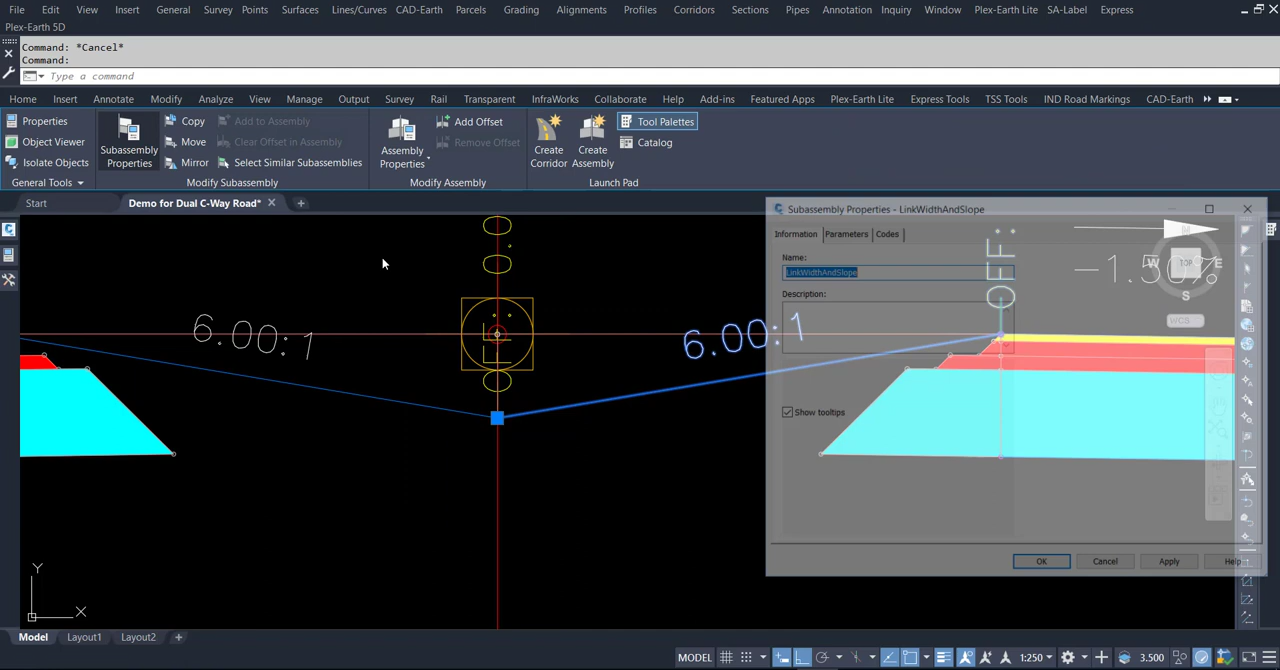 File Edit View Insert General Survey Points Surfaces Lines/Curves CAD-Earth Parcels Grading Alignments Profiles Corridors Sections Pipes Annotation Inquiry Window Plex-Earth Lite SA-Label Express
Plex-Earth 5D
Command: *Cancel*
Command:
Type a command
Home Insert Annotate Modify Analyze View Manage Output Survey Rail Transparent InfraWorks Collaborate Help Add-ins Featured Apps Plex-Earth Lite Express Tools TSS Tools IND Road Markings CAD-Earth
Properties
Object Viewer
Isolate Objects
General Tools
Subassembly
Properties
Copy
Move
Mirror
Add to Assembly
Clear Offset in Assembly
Select Similar Subassemblies
Modify Subassembly
Assembly
Properties
Add Offset
Remove Offset
Modify Assembly
Create
Corridor
Create
Assembly
Tool Palettes
Catalog
Launch Pad
Start
Demo for Dual C-Way Road*
Subassembly Properties - LinkWidthAndSlope
Information Parameters Codes
Name:
LinkWidthAndSlope
Description:
Show tooltips
OK Cancel Apply Help
6.00:1
6.00:1
-1.50%
W TOP E
S
WCS
Y
X
Model Layout1 Layout2
MODEL 1:250 3.500